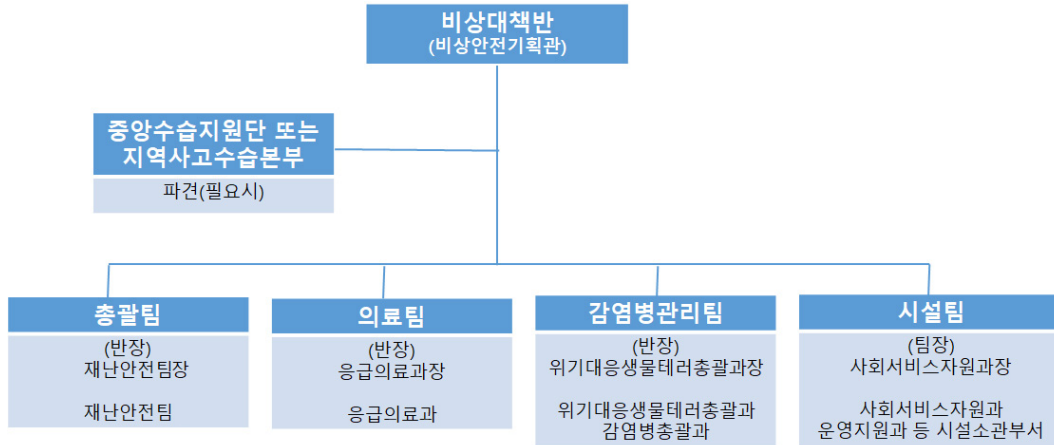 비상대책반
(비상안전기획관)
중앙수습지원단 또는
지역사고수습본부
파견(필요시)
총괄팀
(반장)
재난안전팀장
재난안전팀
의료팀
(반장)
응급의료과장
응급의료과
감염병관리팀
(반장)
위기대응생물테러총괄과장
위기대응생물테러총괄과
감염병총괄과
시설팀
(팀장)
사회서비스자원과장
사회서비스자원과
운영지원과 등 시설소관부서